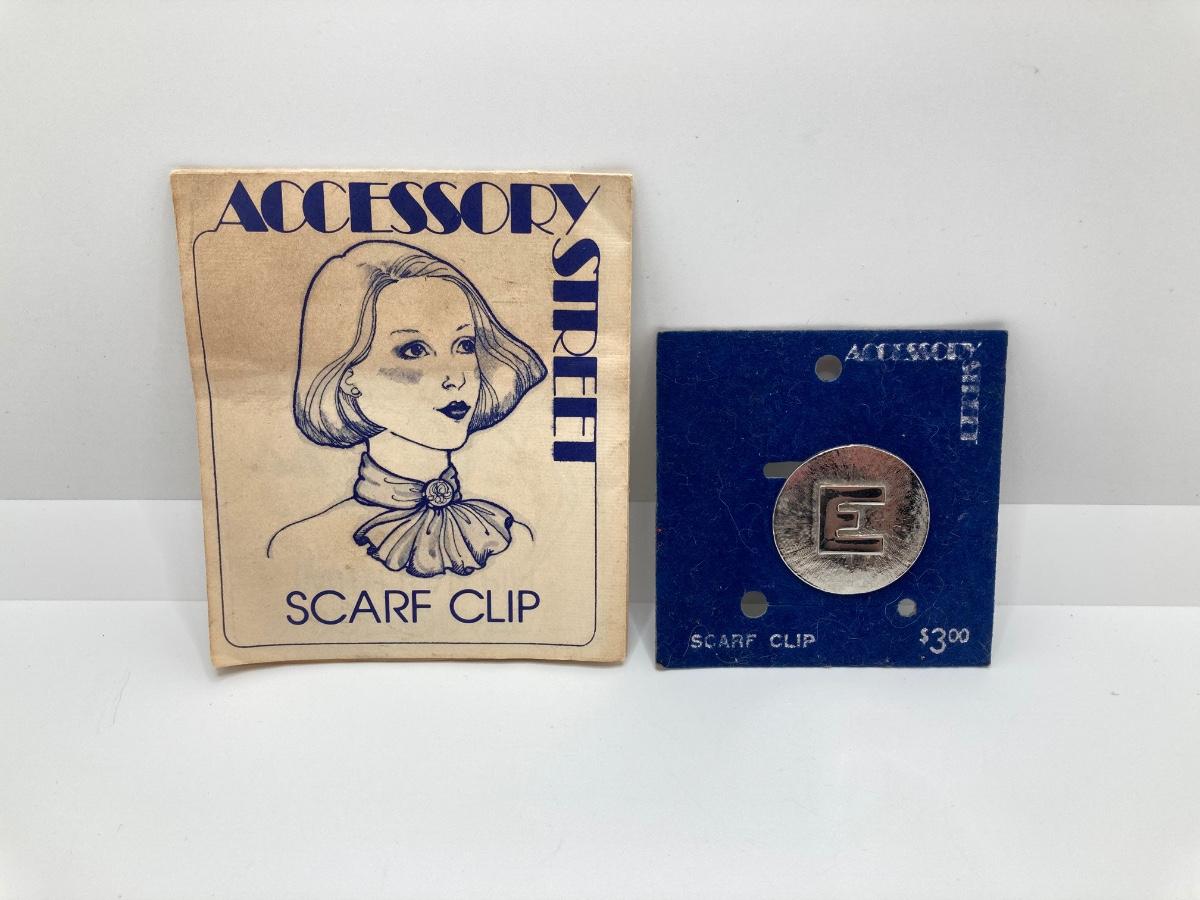 ACCESSORY
STREET
SCARF CLIP
ACCESSORY
STREET
E
SCARF CLIP
$3.00